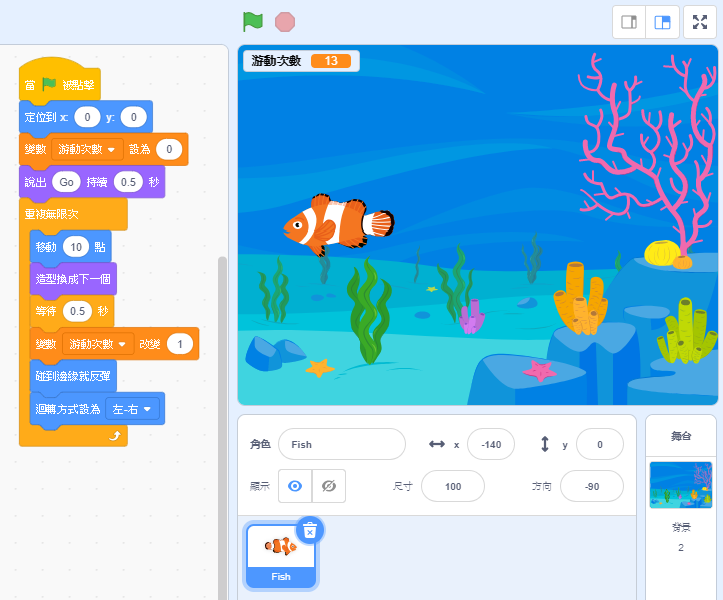 當 被點擊
定位到 x: 0 y: 0
變數 游動次數 設為 0
說出 Go 持續 0.5 秒
重複無限次
移動 10 點
造型換成下一個
等待 0.5 秒
變數 游動次數 改變 1
碰到邊緣就反彈
迴轉方式設為 左-右
游動次數 13
角色 Fish x -140 y 0
顯示 尺寸 100 方向 -90
Fish
舞台
背景
2